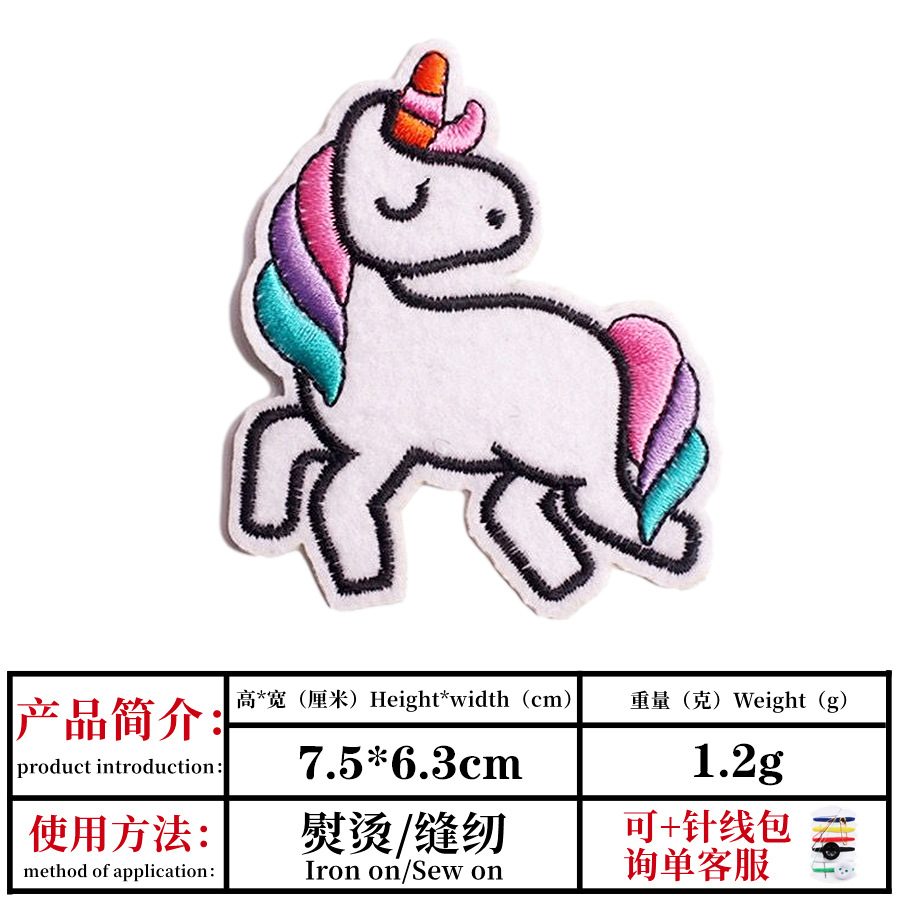 产品简介：
product introduction：
高*宽（厘米）Height*width（cm）
重量（克）Weight（g）
7.5*6.3cm
1.2g
使用方法：
method of application：
熨烫/缝纫
Iron on/Sew on
可+针线包
询单客服